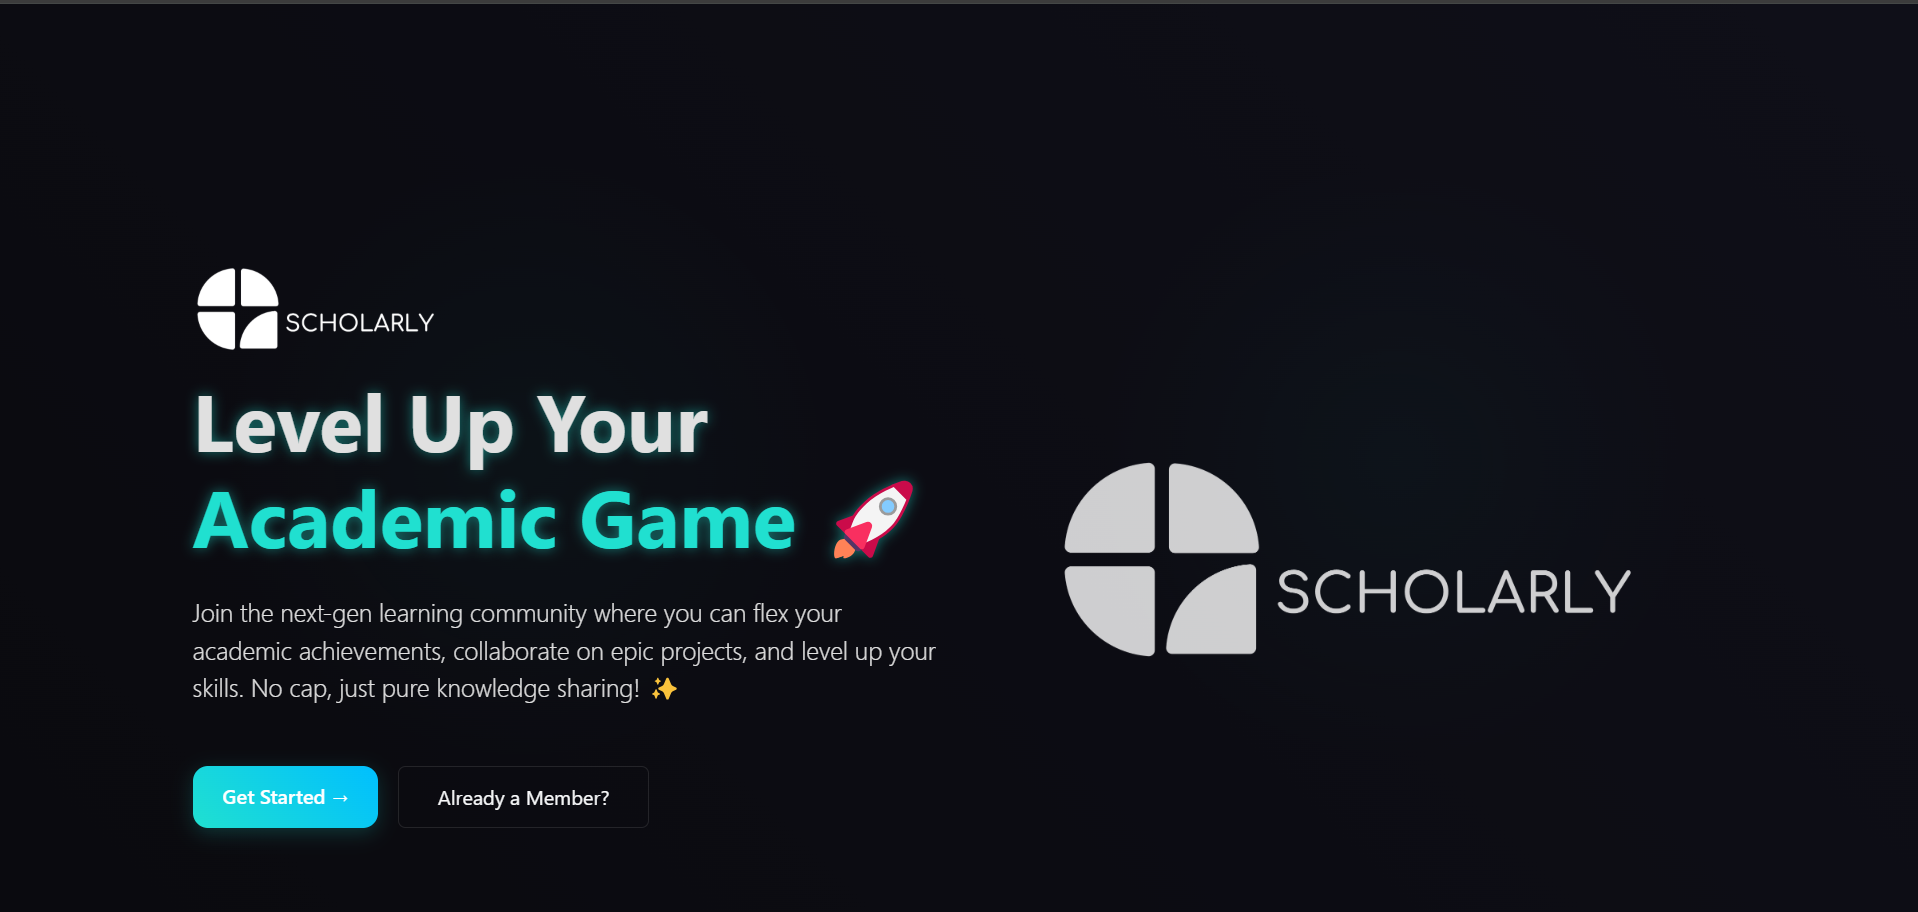 SCHOLARLY
Level Up Your
Academic Game 🚀
Join the next-gen learning community where you can flex your
academic achievements, collaborate on epic projects, and level up your
skills. No cap, just pure knowledge sharing! ✨
Get Started →
Already a Member?
SCHOLARLY